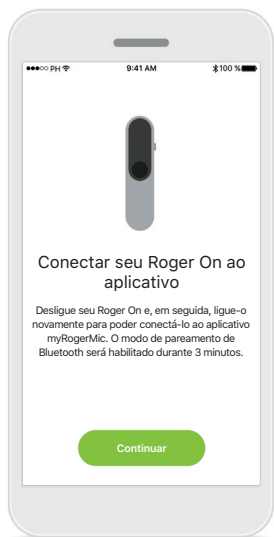 ●●●○○ PH 9:41 AM 100 %
Conectar seu Roger On ao
aplicativo
Desligue seu Roger On e, em seguida, ligue-o
novamente para poder conectá-lo ao aplicativo
myRogerMic. O modo de pareamento de
Bluetooth será habilitado durante 3 minutos.
Continuar